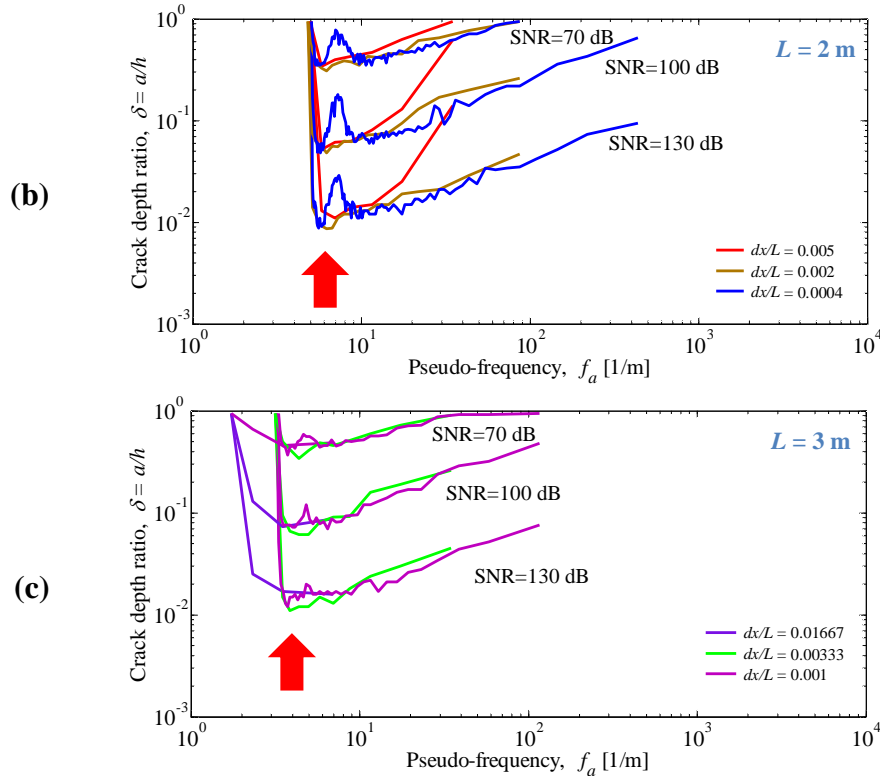 (b)
Crack depth ratio, δ = a/h
10^0
10^-1
10^-2
10^-3
SNR=70 dB
SNR=100 dB
SNR=130 dB
L = 2 m
dx/L = 0.005
dx/L = 0.002
dx/L = 0.0004
10^0 10^1 10^2 10^3 10^4
Pseudo-frequency, f_a [1/m]
(c)
Crack depth ratio, δ = a/h
10^0
10^-1
10^-2
10^-3
SNR=70 dB
SNR=100 dB
SNR=130 dB
L = 3 m
dx/L = 0.01667
dx/L = 0.00333
dx/L = 0.001
10^0 10^1 10^2 10^3 10^4
Pseudo-frequency, f_a [1/m]